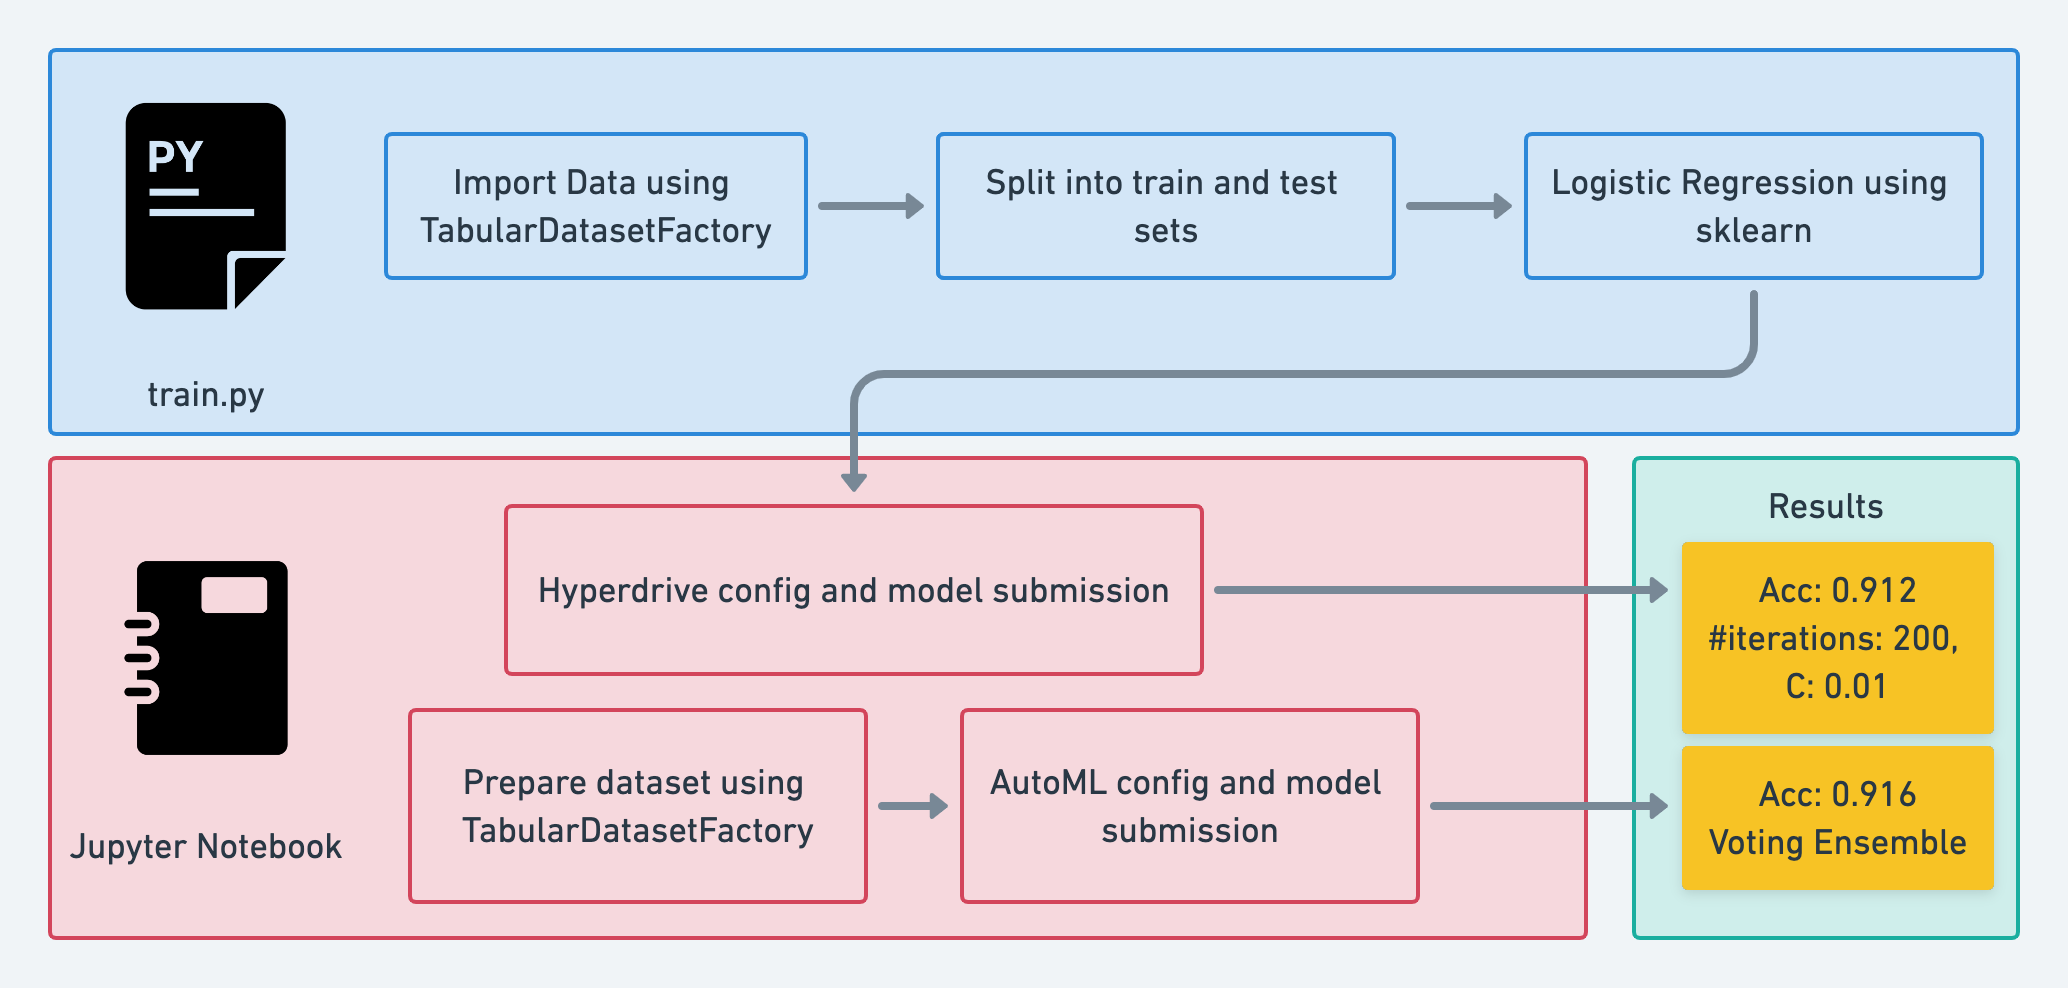 PY
train.py
Import Data using
TabularDatasetFactory
Split into train and test
sets
Logistic Regression using
sklearn
Jupyter Notebook
Hyperdrive config and model submission
Prepare dataset using
TabularDatasetFactory
AutoML config and model
submission
Results
Acc: 0.912
#iterations: 200,
C: 0.01
Acc: 0.916
Voting Ensemble